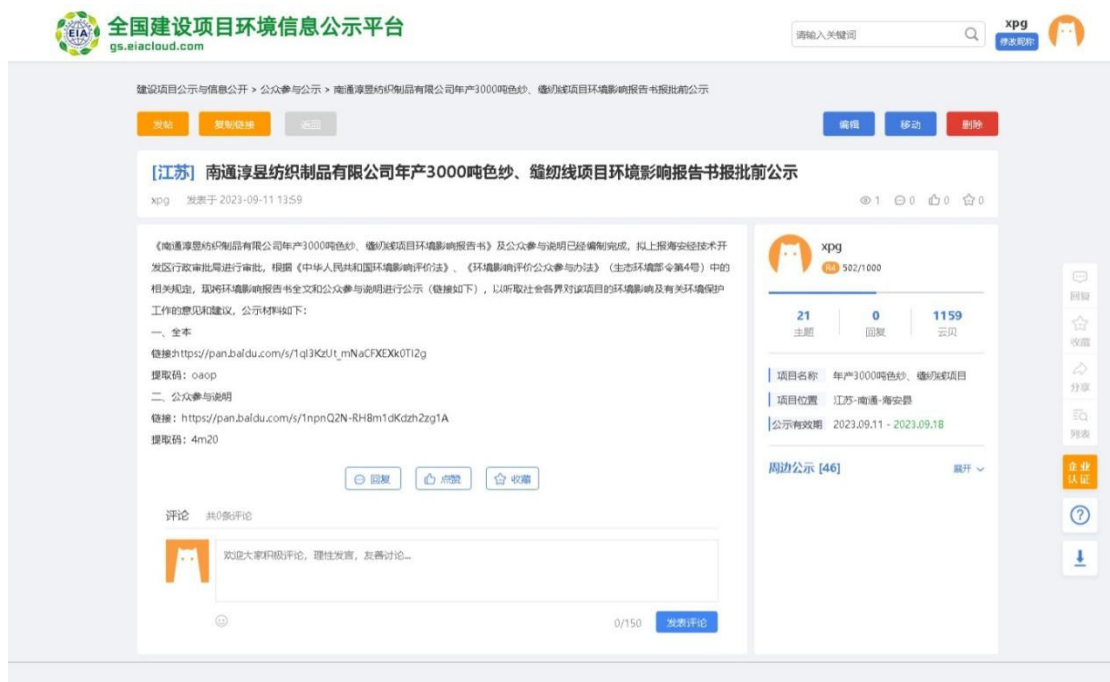 全国建设项目环境信息公示平台
gs.eiacloud.com
EIA
请输入关键词
xpg
修改昵称
建设项目公示与信息公开 > 公众参与公示 > 南通淳昱纺织制品有限公司年产3000吨色纱、缝纫线项目环境影响报告书报批前公示
发帖 复制链接 返回 编辑 移动 删除
[江苏] 南通淳昱纺织制品有限公司年产3000吨色纱、缝纫线项目环境影响报告书报批前公示
xpg 发表于 2023-09-11 13:59
1 0 0 0
《南通淳昱纺织制品有限公司年产3000吨色纱、缝纫线项目环境影响报告书》及公众参与说明已经编制完成，拟上报海安经技术开
发区行政审批局进行审批，根据《中华人民共和国环境影响评价法》、《环境影响评价公众参与办法》（生态环境部令第4号）中的
相关规定，现将环境影响报告书全文和公众参与说明进行公示（链接如下），以听取社会各界对该项目的环境影响及有关环境保护
工作的意见和建议，公示材料如下：
一、全本
链接:https://pan.baidu.com/s/1ql3KzUt_mNaCFXEXk0Tl2g
提取码：oaop
二、公众参与说明
链接：https://pan.baidu.com/s/1npnQ2N-RH8m1dKdzh2zg1A
提取码：4m20
回复 点赞 收藏
评论 共0条评论
欢迎大家积极评论，理性发言，友善讨论...
0/150 发表评论
xpg
R4 502/1000
21 0 1159
主题 回复 云贝
项目名称 年产3000吨色纱、缝纫线项目
项目位置 江苏-南通-海安县
公示有效期 2023.09.11 - 2023.09.18
周边公示 [46] 展开
回复
收藏
分享
列表
企业
认证